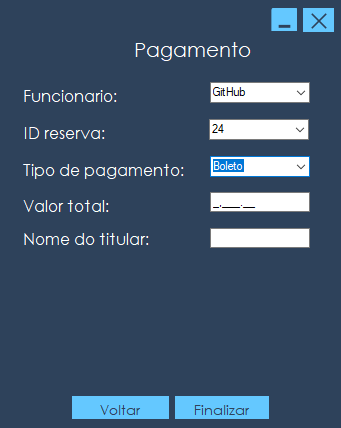 Pagamento
Funcionario: GitHub
ID reserva: 24
Tipo de pagamento: Boleto
Valor total: _.___.__
Nome do titular:
Voltar Finalizar